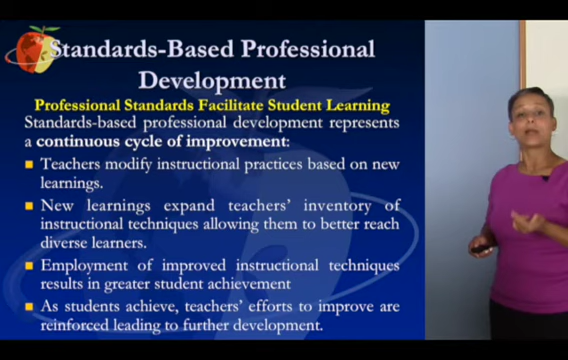 Standards-Based Professional
Development
Professional Standards Facilitate Student Learning
Standards-based professional development represents
a continuous cycle of improvement:
Teachers modify instructional practices based on new
learnings.
New learnings expand teachers' inventory of
instructional techniques allowing them to better reach
diverse learners.
Employment of improved instructional techniques
results in greater student achievement
As students achieve, teachers' efforts to improve are
reinforced leading to further development.